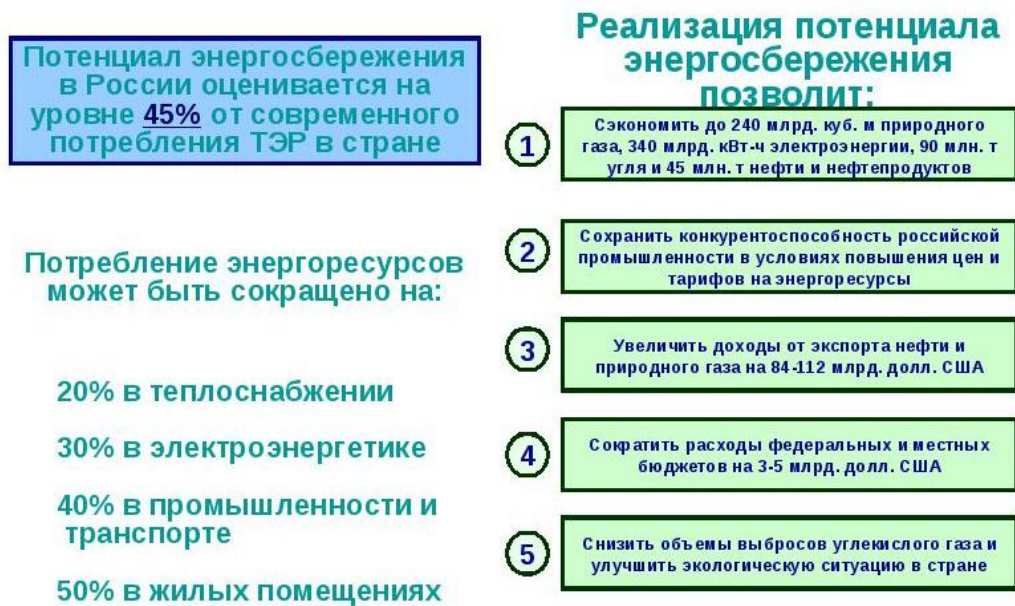 Потенциал энергосбережения
в России оценивается на
уровне 45% от современного
потребления ТЭР в стране
Потребление энергоресурсов
может быть сокращено на:
20% в теплоснабжении
30% в электроэнергетике
40% в промышленности и
транспорте
50% в жилых помещениях
Реализация потенциала
энергосбережения
позволит:
1
Сэкономить до 240 млрд. куб. м природного
газа, 340 млрд. кВт-ч электроэнергии, 90 млн. т
угля и 45 млн. т нефти и нефтепродуктов
2
Сохранить конкурентоспособность российской
промышленности в условиях повышения цен и
тарифов на энергоресурсы
3
Увеличить доходы от экспорта нефти и
природного газа на 84-112 млрд. долл. США
4
Сократить расходы федеральных и местных
бюджетов на 3-5 млрд. долл. США
5
Снизить объемы выбросов углекислого газа и
улучшить экологическую ситуацию в стране